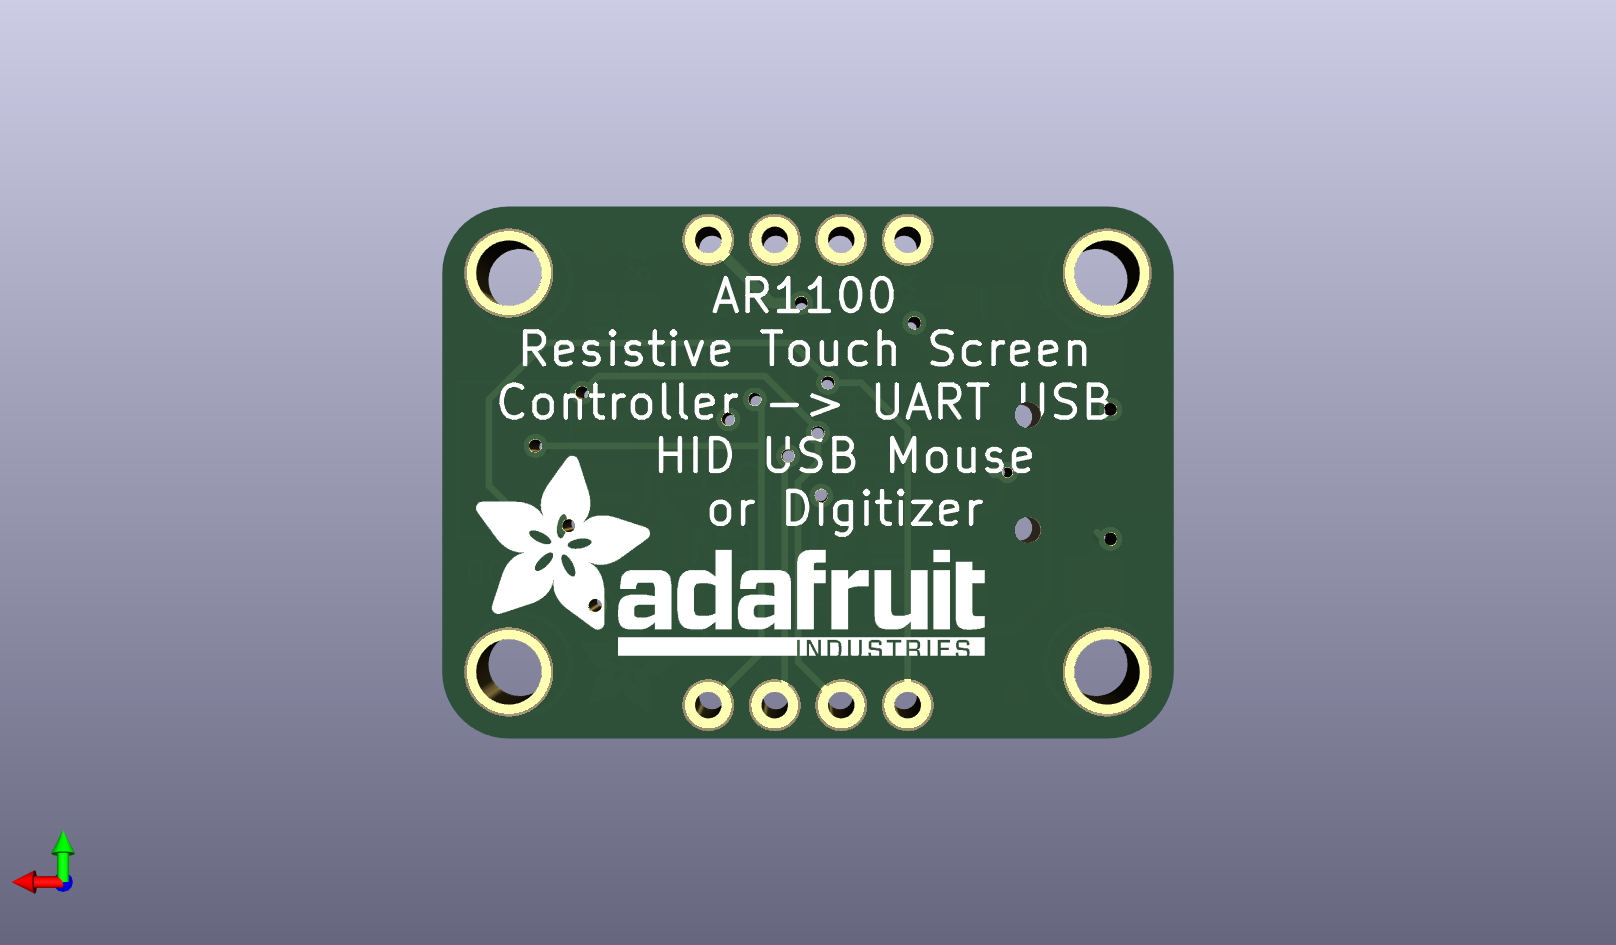 AR1100
Resistive Touch Screen
Controller -> UART USB
HID USB Mouse
or Digitizer
adafruit
INDUSTRIES